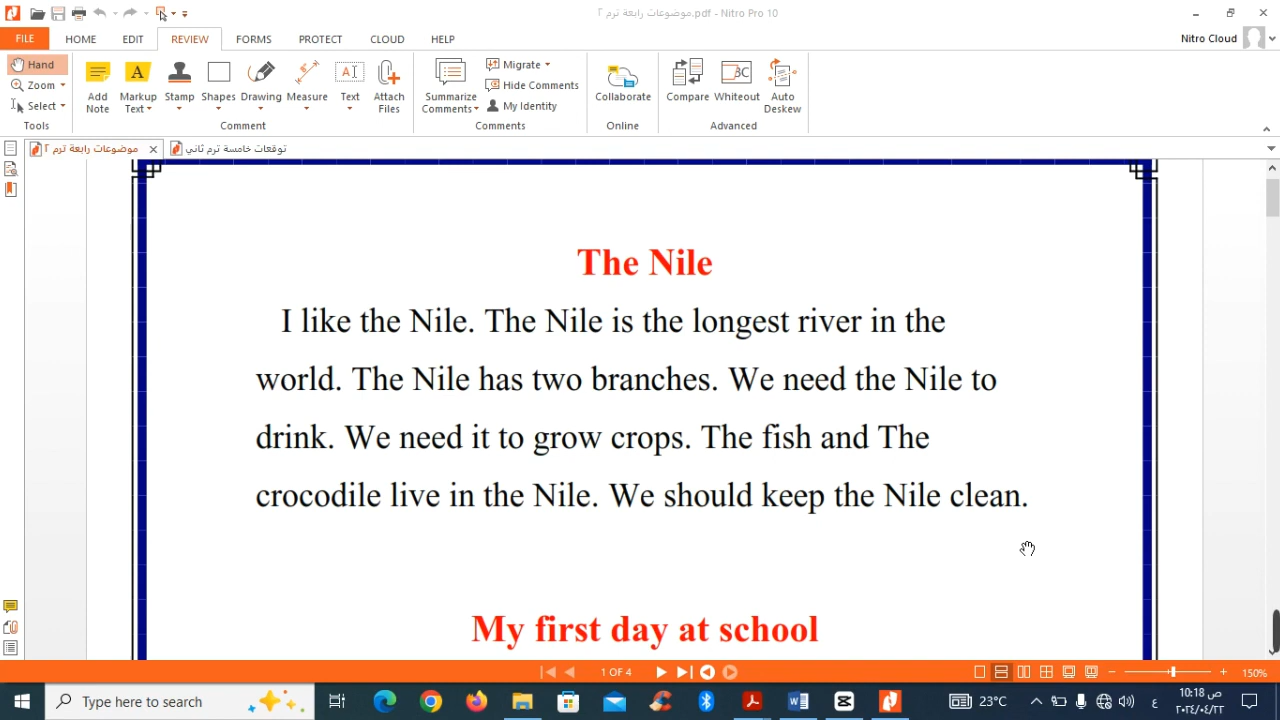 موضوعات رابعة ترم ٢.pdf - Nitro Pro 10
FILE HOME EDIT REVIEW FORMS PROTECT CLOUD HELP
Nitro Cloud
Hand
Zoom
Select
Tools
Add Note
Markup Text
Stamp
Shapes
Drawing
Measure
Text
Attach Files
Comment
Summarize Comments
Migrate
Hide Comments
My Identity
Comments
Collaborate
Online
Compare
Whiteout
Auto Deskew
Advanced
موضوعات رابعة ترم ٢
توقعات خامسة ترم ثاني
The Nile
I like the Nile. The Nile is the longest river in the
world. The Nile has two branches. We need the Nile to
drink. We need it to grow crops. The fish and The
crocodile live in the Nile. We should keep the Nile clean.
My first day at school
1 OF 4
150%
Type here to search
23°C
ع
10:18 ص
٢٠٢٤/٠٤/٢٢